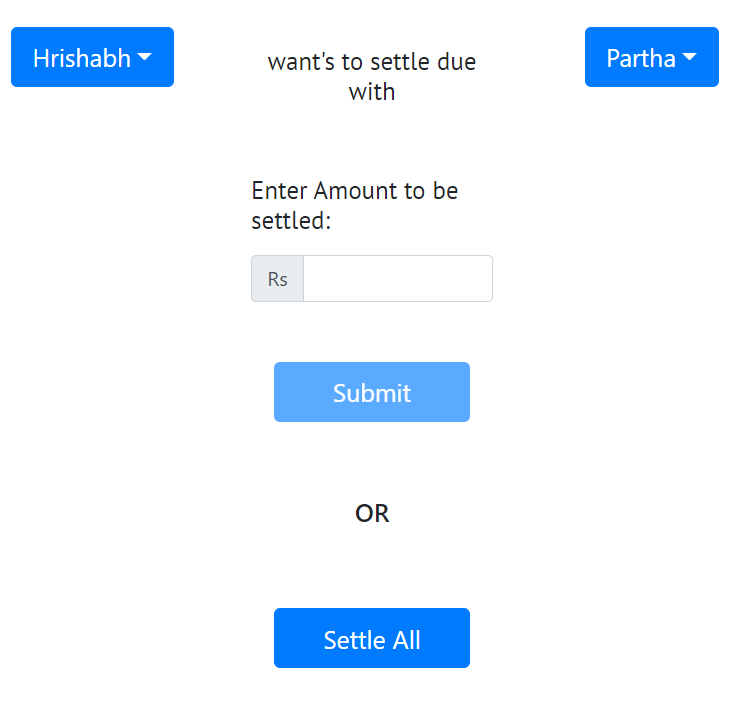 Hrishabh
want's to settle due
with
Partha
Enter Amount to be
settled:
Rs
Submit
OR
Settle All